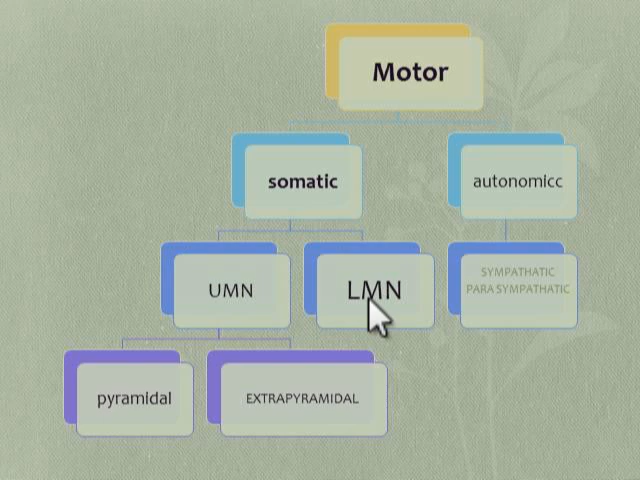 Motor
somatic
autonomicc
UMN
LMN
SYMPATHATIC
PARA SYMPATHATIC
pyramidal
EXTRAPYRAMIDAL